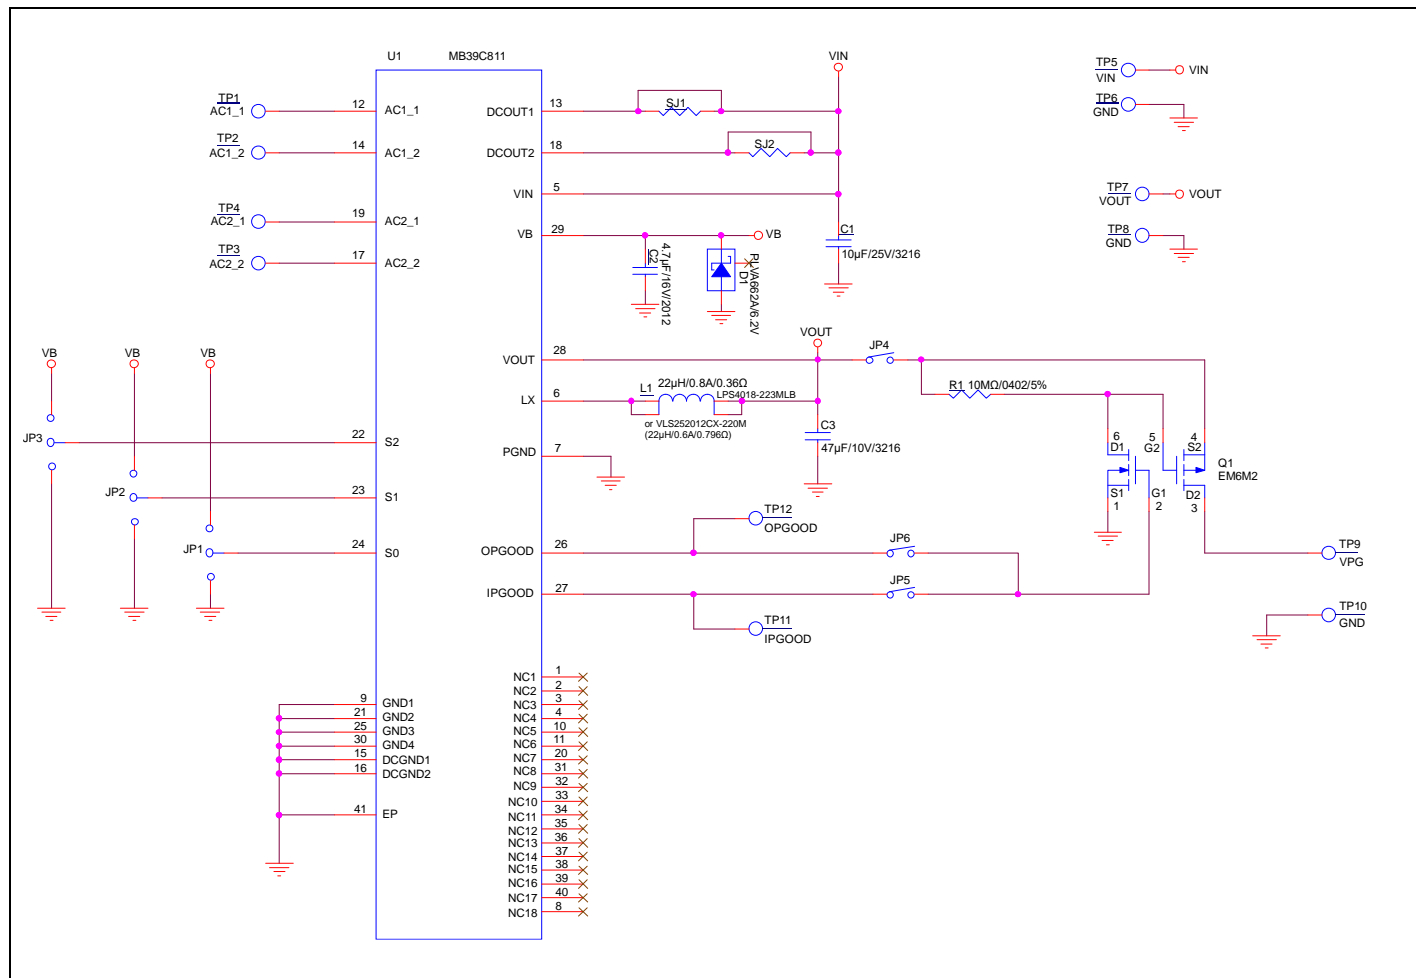 U1 MB39C811
VIN
TP5
VIN
VIN
TP1
AC1_1
12 AC1_1
DCOUT1 13
SJ1
TP6
GND
TP2
AC1_2
14 AC1_2
DCOUT2 18
SJ2
VIN 5
TP7
VOUT
VOUT
TP4
AC2_1
19 AC2_1
VB 29
VB
C1
10µF/25V/3216
TP8
GND
TP3
AC2_2
17 AC2_2
C2
4.7µF/16V/2012
D1
PLVA662A/6.2V
VB VB VB
VOUT
VOUT 28
JP4
LX 6
L1 22µH/0.8A/0.36Ω
LPS4018-223MLB
or VLS252012CX-220M
(22µH/0.6A/0.796Ω)
R1 10MΩ/0402/5%
C3
47µF/10V/3216
JP3
22 S2
PGND 7
6 D1
5 G2
4 S2
Q1
EM6M2
S1 1
G1 2
D2 3
JP2
23 S1
TP12
OPGOOD
JP1
24 S0
OPGOOD 26
JP6
TP9
VPG
IPGOOD 27
JP5
TP11
IPGOOD
TP10
GND
NC1 1
NC2 2
NC3 3
NC4 4
NC5 10
NC6 11
NC7 20
NC8 31
NC9 32
NC10 33
NC11 34
NC12 35
NC13 36
NC14 37
NC15 38
NC16 39
NC17 40
NC18 8
9 GND1
21 GND2
25 GND3
30 GND4
15 DCGND1
16 DCGND2
41 EP